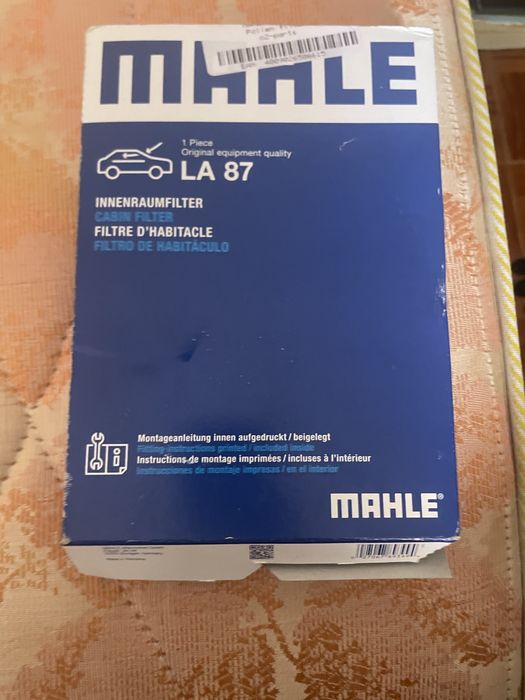 MAHLE
1 Piece
Original equipment quality
LA 87
INNENRAUMFILTER
CABIN FILTER
FILTRE D'HABITACLE
FILTRO DE HABITÁCULO
Montageanleitung innen aufgedruckt / beigelegt
Fitting instructions printed / included inside
Instructions de montage imprimées / incluses à l'intérieur
Instrucciones de montaje impresas / en el interior
MAHLE®